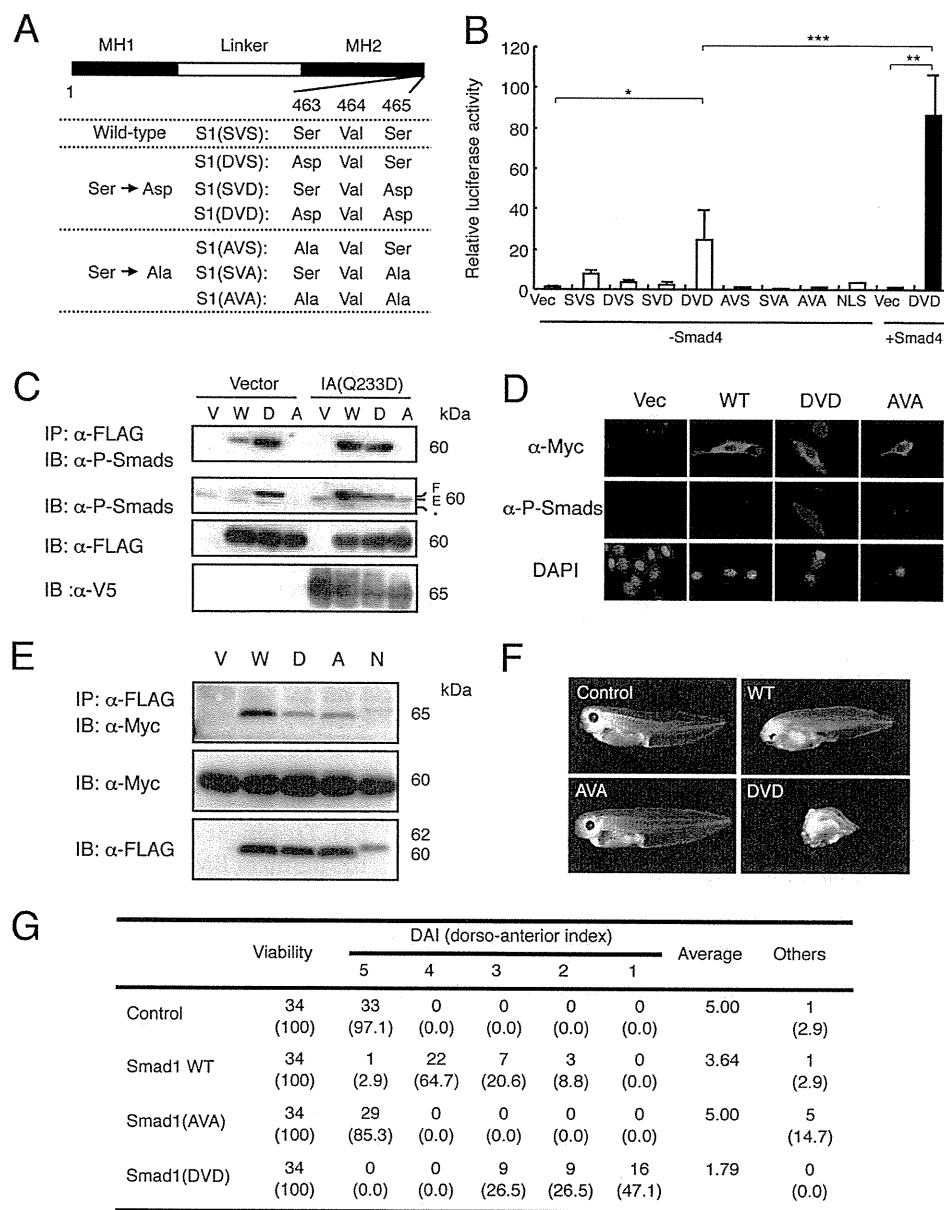 A
MH1 Linker MH2
1
463 464 465
Wild-type S1(SVS): Ser Val Ser
S1(DVS): Asp Val Ser
Ser → Asp S1(SVD): Ser Val Asp
S1(DVD): Asp Val Asp
S1(AVS): Ala Val Ser
Ser → Ala S1(SVA): Ser Val Ala
S1(AVA): Ala Val Ala
B
Relative luciferase activity
120
100
80
60
40
20
0
*
***
**
Vec SVS DVS SVD DVD AVS SVA AVA NLS Vec DVD
-Smad4 +Smad4
C
Vector IA(Q233D)
V W D A V W D A kDa
IP: α-FLAG
IB: α-P-Smads
60
IB: α-P-Smads
F
E 60
*
IB: α-FLAG 60
IB :α-V5 65
D
Vec WT DVD AVA
α-Myc
α-P-Smads
DAPI
E
V W D A N
kDa
IP: α-FLAG
IB: α-Myc
65
IB: α-Myc 60
IB: α-FLAG
62
60
F
Control WT
AVA DVD
G
DAI (dorso-anterior index)
Viability Average Others
5 4 3 2 1
Control 34 33 0 0 0 0 5.00 1
(100) (97.1) (0.0) (0.0) (0.0) (0.0) (2.9)
Smad1 WT 34 1 22 7 3 0 3.64 1
(100) (2.9) (64.7) (20.6) (8.8) (0.0) (2.9)
Smad1(AVA) 34 29 0 0 0 0 5.00 5
(100) (85.3) (0.0) (0.0) (0.0) (0.0) (14.7)
Smad1(DVD) 34 0 0 9 9 16 1.79 0
(100) (0.0) (0.0) (26.5) (26.5) (47.1) (0.0)